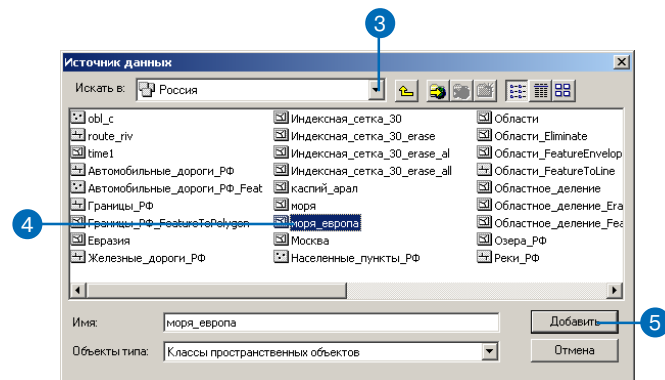 3
Источник данных
Искать в: Россия
obl_c
route_riv
time1
Автомобильные_дороги_РФ
Автомобильные_дороги_РФ_Feat
Границы_РФ
Границы_РФ_FeatureToPolygon
Евразия
Железные_дороги_РФ
Индексная_сетка_30
Индексная_сетка_30_erase
Индексная_сетка_30_erase_al
Индексная_сетка_30_erase_all
каспий_арал
моря
моря_европа
Москва
Населенные_пункты_РФ
Области
Области_Eliminate
Области_FeatureEnvelop
Области_FeatureToLine
Областное_деление
Областное_деление_Era
Областное_деление_Fea
Озера_РФ
Реки_РФ
4
Имя: моря_европа
Добавить
5
Объекты типа: Классы пространственных объектов
Отмена